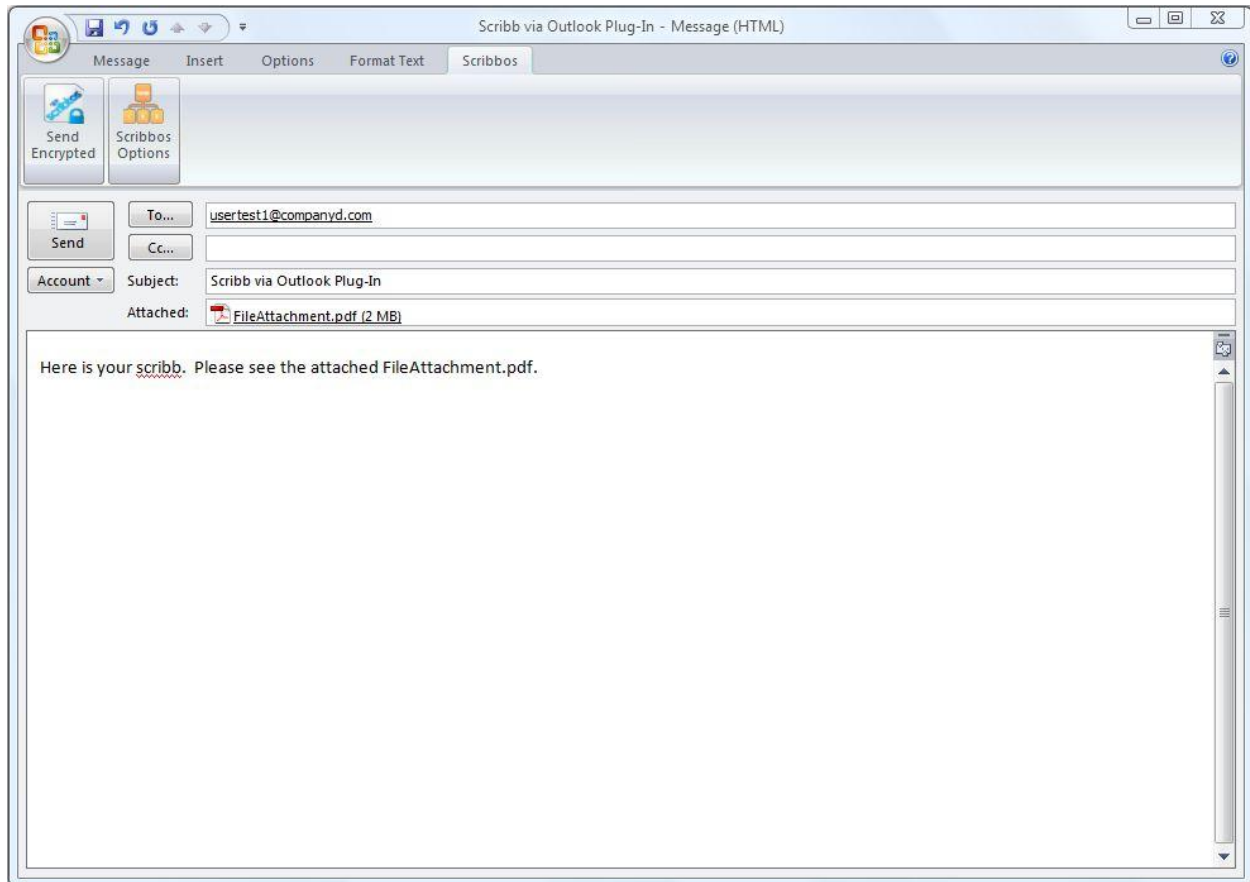 Scribb via Outlook Plug-In - Message (HTML)
Message Insert Options Format Text Scribbos
Send Encrypted
Scribbos Options
Send
To... usertest1@companyd.com
Cc...
Account Subject: Scribb via Outlook Plug-In
Attached: FileAttachment.pdf (2 MB)
Here is your scribb. Please see the attached FileAttachment.pdf.